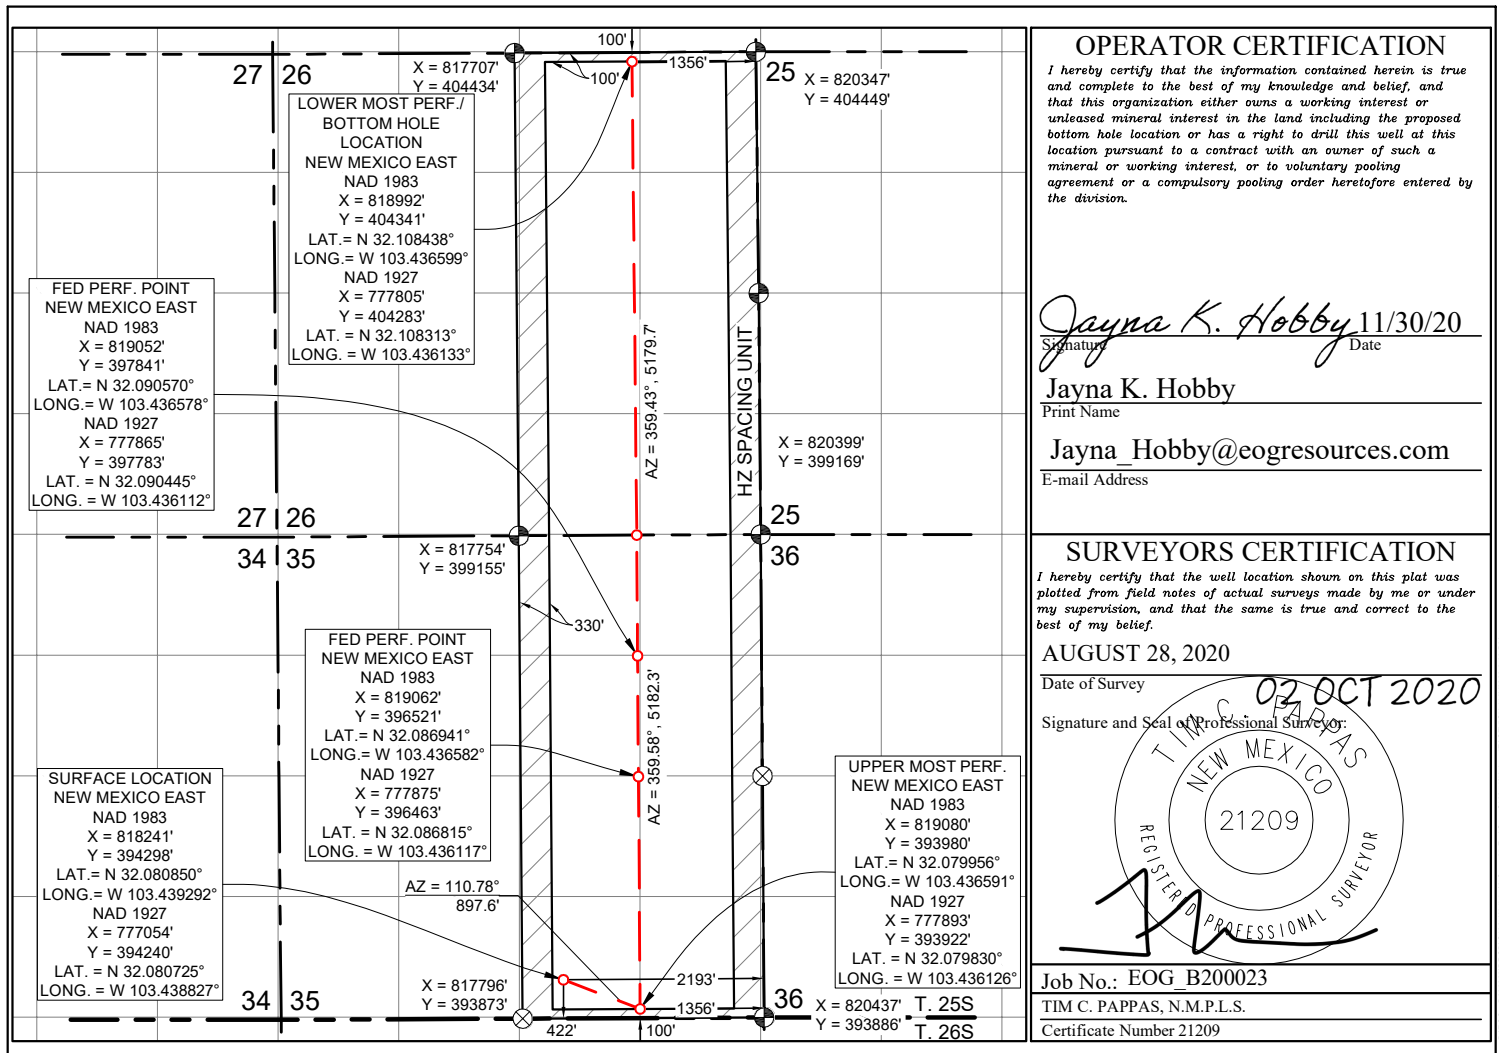 100'
1356'
100'
27 26
25
X = 817707'
Y = 404434'
X = 820347'
Y = 404449'
LOWER MOST PERF./
BOTTOM HOLE
LOCATION
NEW MEXICO EAST
NAD 1983
X = 818992'
Y = 404341'
LAT.= N 32.108438°
LONG.= W 103.436599°
NAD 1927
X = 777805'
Y = 404283'
LAT. = N 32.108313°
LONG. = W 103.436133°
FED PERF. POINT
NEW MEXICO EAST
NAD 1983
X = 819052'
Y = 397841'
LAT.= N 32.090570°
LONG.= W 103.436578°
NAD 1927
X = 777865'
Y = 397783'
LAT. = N 32.090445°
LONG. = W 103.436112°
AZ = 359.43°, 5179.7'
HZ SPACING UNIT
X = 820399'
Y = 399169'
27 26
25
34 35
36
X = 817754'
Y = 399155'
330'
FED PERF. POINT
NEW MEXICO EAST
NAD 1983
X = 819062'
Y = 396521'
LAT.= N 32.086941°
LONG.= W 103.436582°
NAD 1927
X = 777875'
Y = 396463'
LAT. = N 32.086815°
LONG. = W 103.436117°
AZ = 359.58°, 5182.3'
SURFACE LOCATION
NEW MEXICO EAST
NAD 1983
X = 818241'
Y = 394298'
LAT.= N 32.080850°
LONG.= W 103.439292°
NAD 1927
X = 777054'
Y = 394240'
LAT. = N 32.080725°
LONG. = W 103.438827°
UPPER MOST PERF.
NEW MEXICO EAST
NAD 1983
X = 819080'
Y = 393980'
LAT.= N 32.079956°
LONG.= W 103.436591°
NAD 1927
X = 777893'
Y = 393922'
LAT. = N 32.079830°
LONG. = W 103.436126°
AZ = 110.78°
897.6'
2193'
1356'
422'
100'
X = 817796'
Y = 393873'
34 35
36
X = 820437'
Y = 393886'
T. 25S
T. 26S
OPERATOR CERTIFICATION
I hereby certify that the information contained herein is true
and complete to the best of my knowledge and belief, and
that this organization either owns a working interest or
unleased mineral interest in the land including the proposed
bottom hole location or has a right to drill this well at this
location pursuant to a contract with an owner of such a
mineral or working interest, or to voluntary pooling
agreement or a compulsory pooling order heretofore entered by
the division.
Jayna K. Hobby 11/30/20
Signature Date
Jayna K. Hobby
Print Name
Jayna_Hobby@eogresources.com
E-mail Address
SURVEYORS CERTIFICATION
I hereby certify that the well location shown on this plat was
plotted from field notes of actual surveys made by me or under
my supervision, and that the same is true and correct to the
best of my belief.
AUGUST 28, 2020
Date of Survey
02 OCT 2020
Signature and Seal of Professional Surveyor:
TIM C. PAPPAS
NEW MEXICO
21209
REGISTERED PROFESSIONAL SURVEYOR
Job No.: EOG_B200023
TIM C. PAPPAS, N.M.P.L.S.
Certificate Number 21209